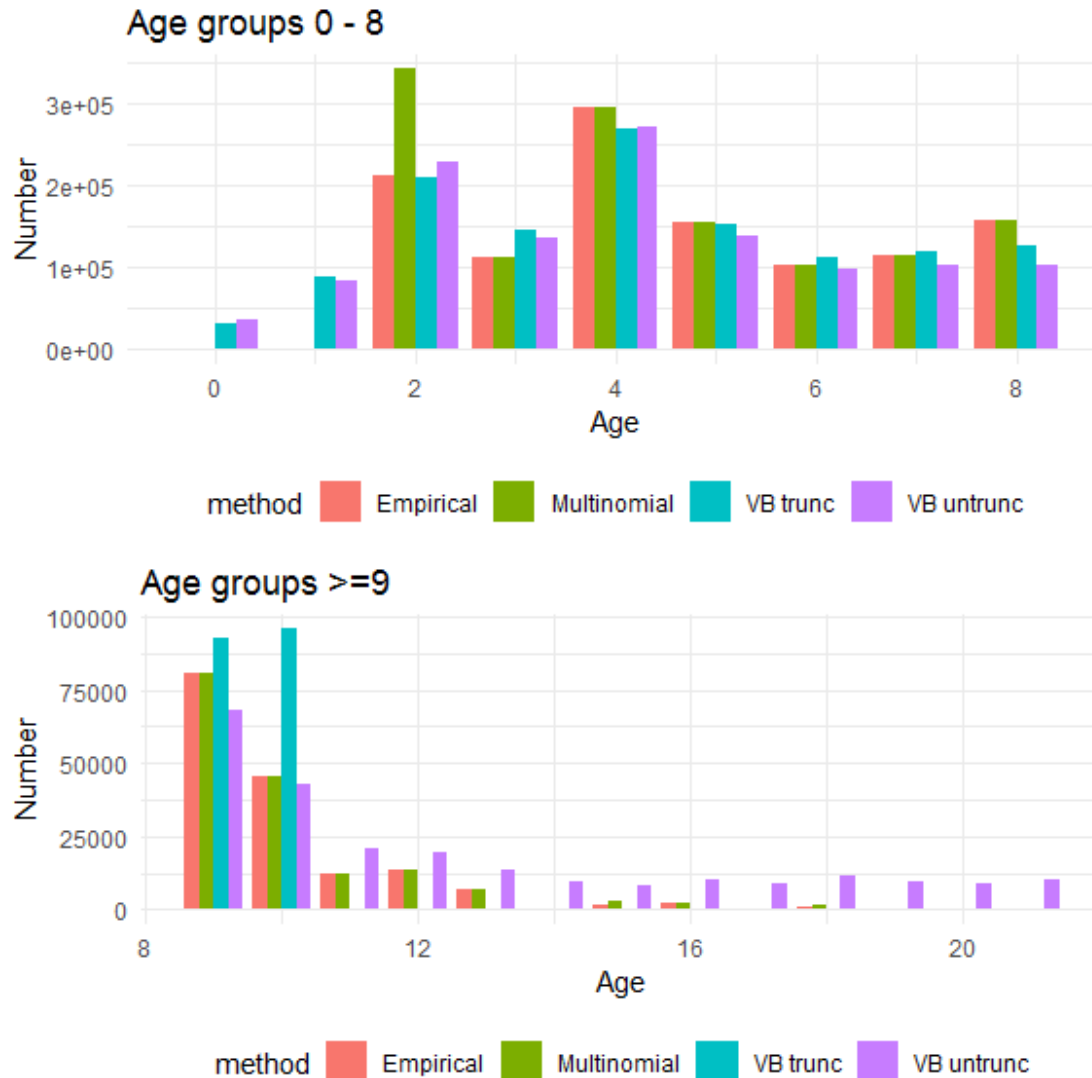 Age groups 0 - 8
Number
3e+05
2e+05
1e+05
0e+00
0 2 4 6 8
Age
method Empirical Multinomial VB trunc VB untrunc
Age groups >=9
Number
100000
75000
50000
25000
0
8 12 16 20
Age
method Empirical Multinomial VB trunc VB untrunc